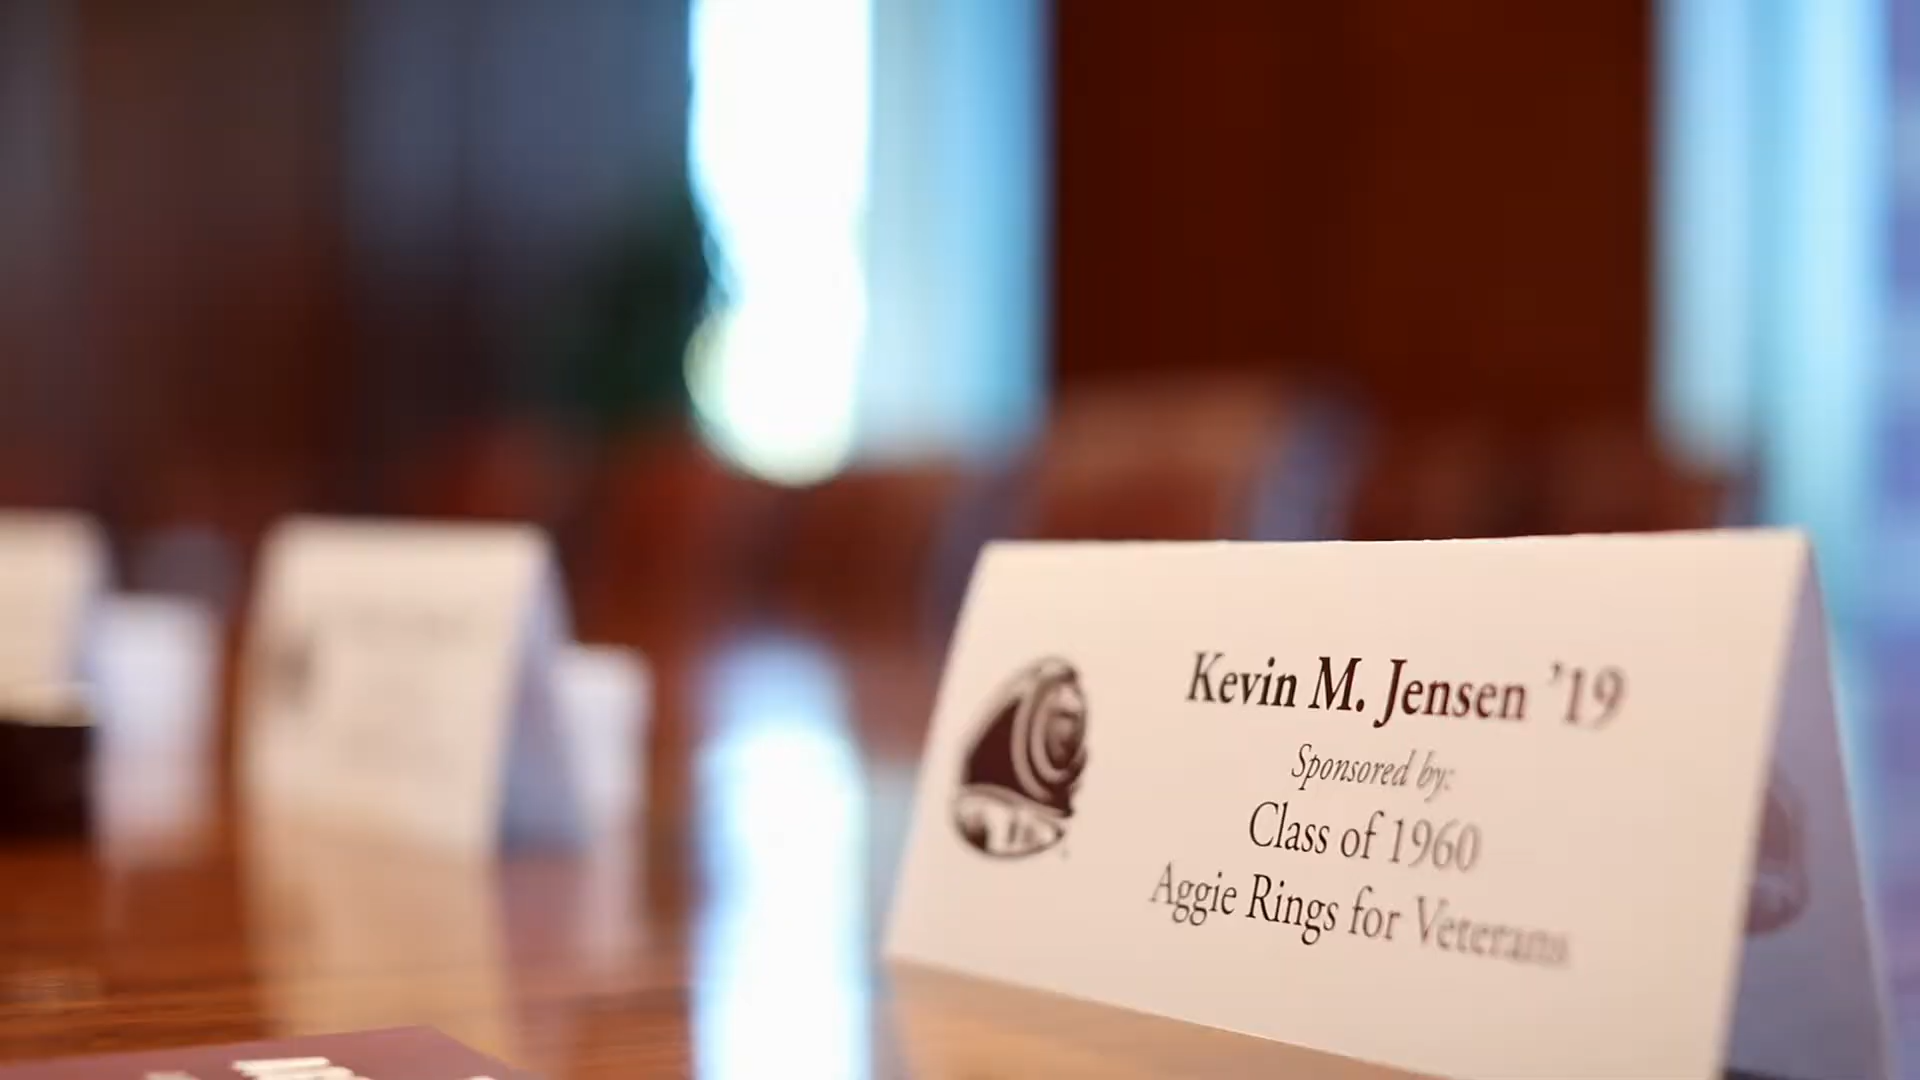 Kevin M. Jensen ’19
Sponsored by:
Class of 1960
Aggie Rings for Veterans